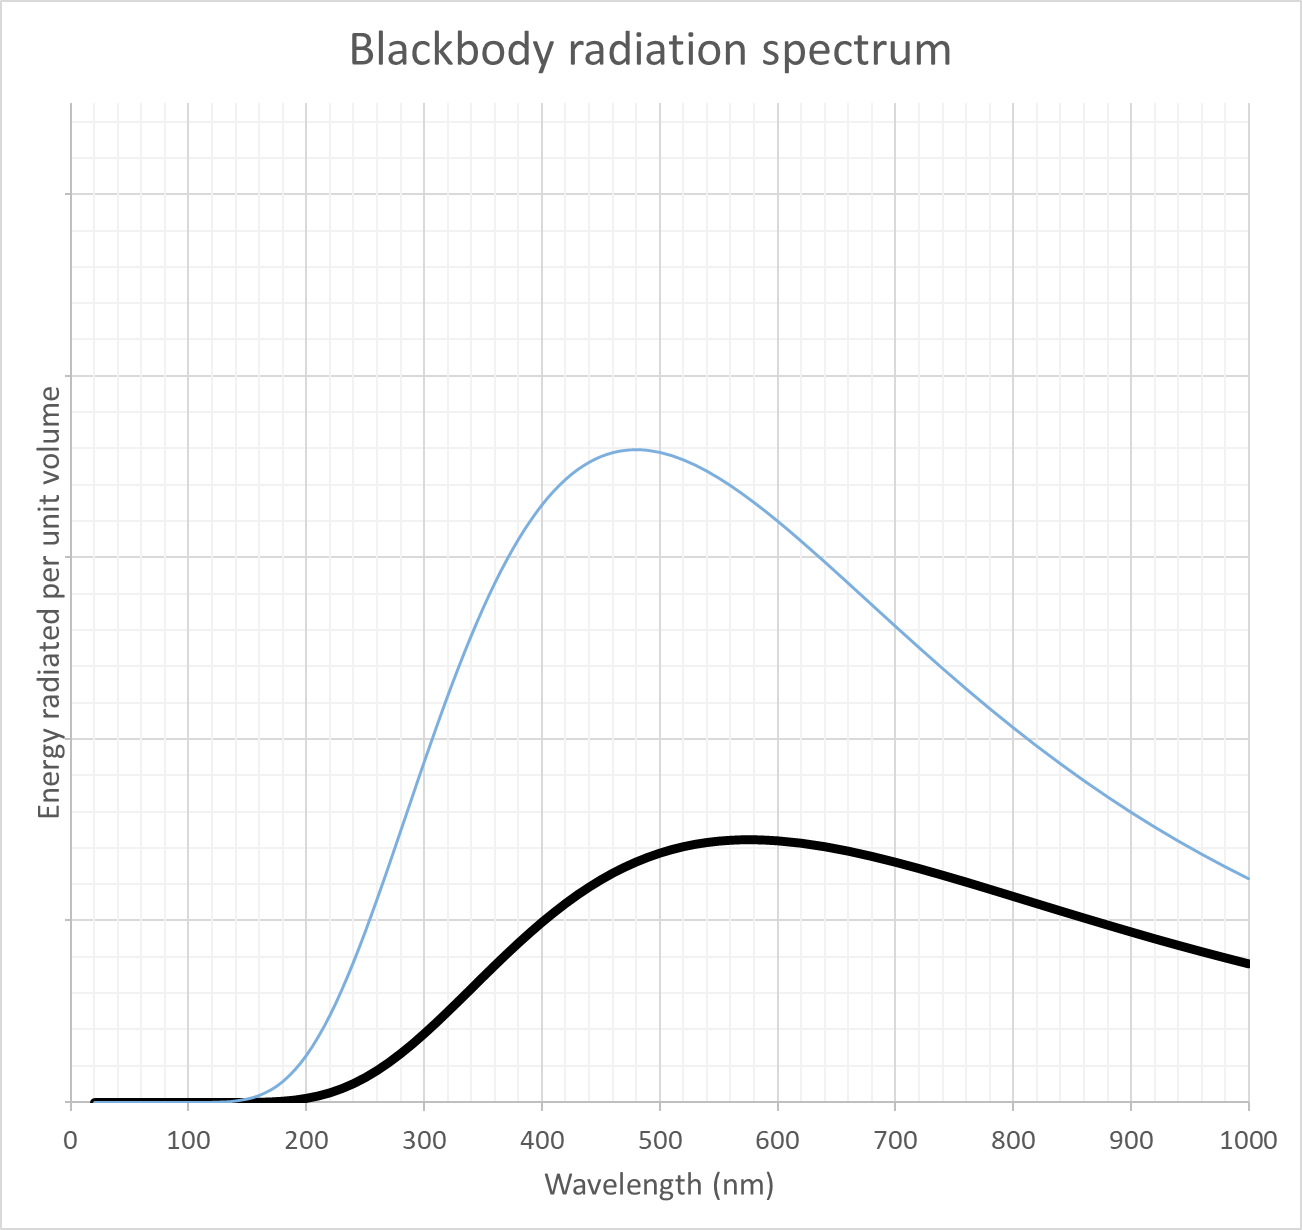 Blackbody radiation spectrum
Energy radiated per unit volume
0 100 200 300 400 500 600 700 800 900 1000
Wavelength (nm)